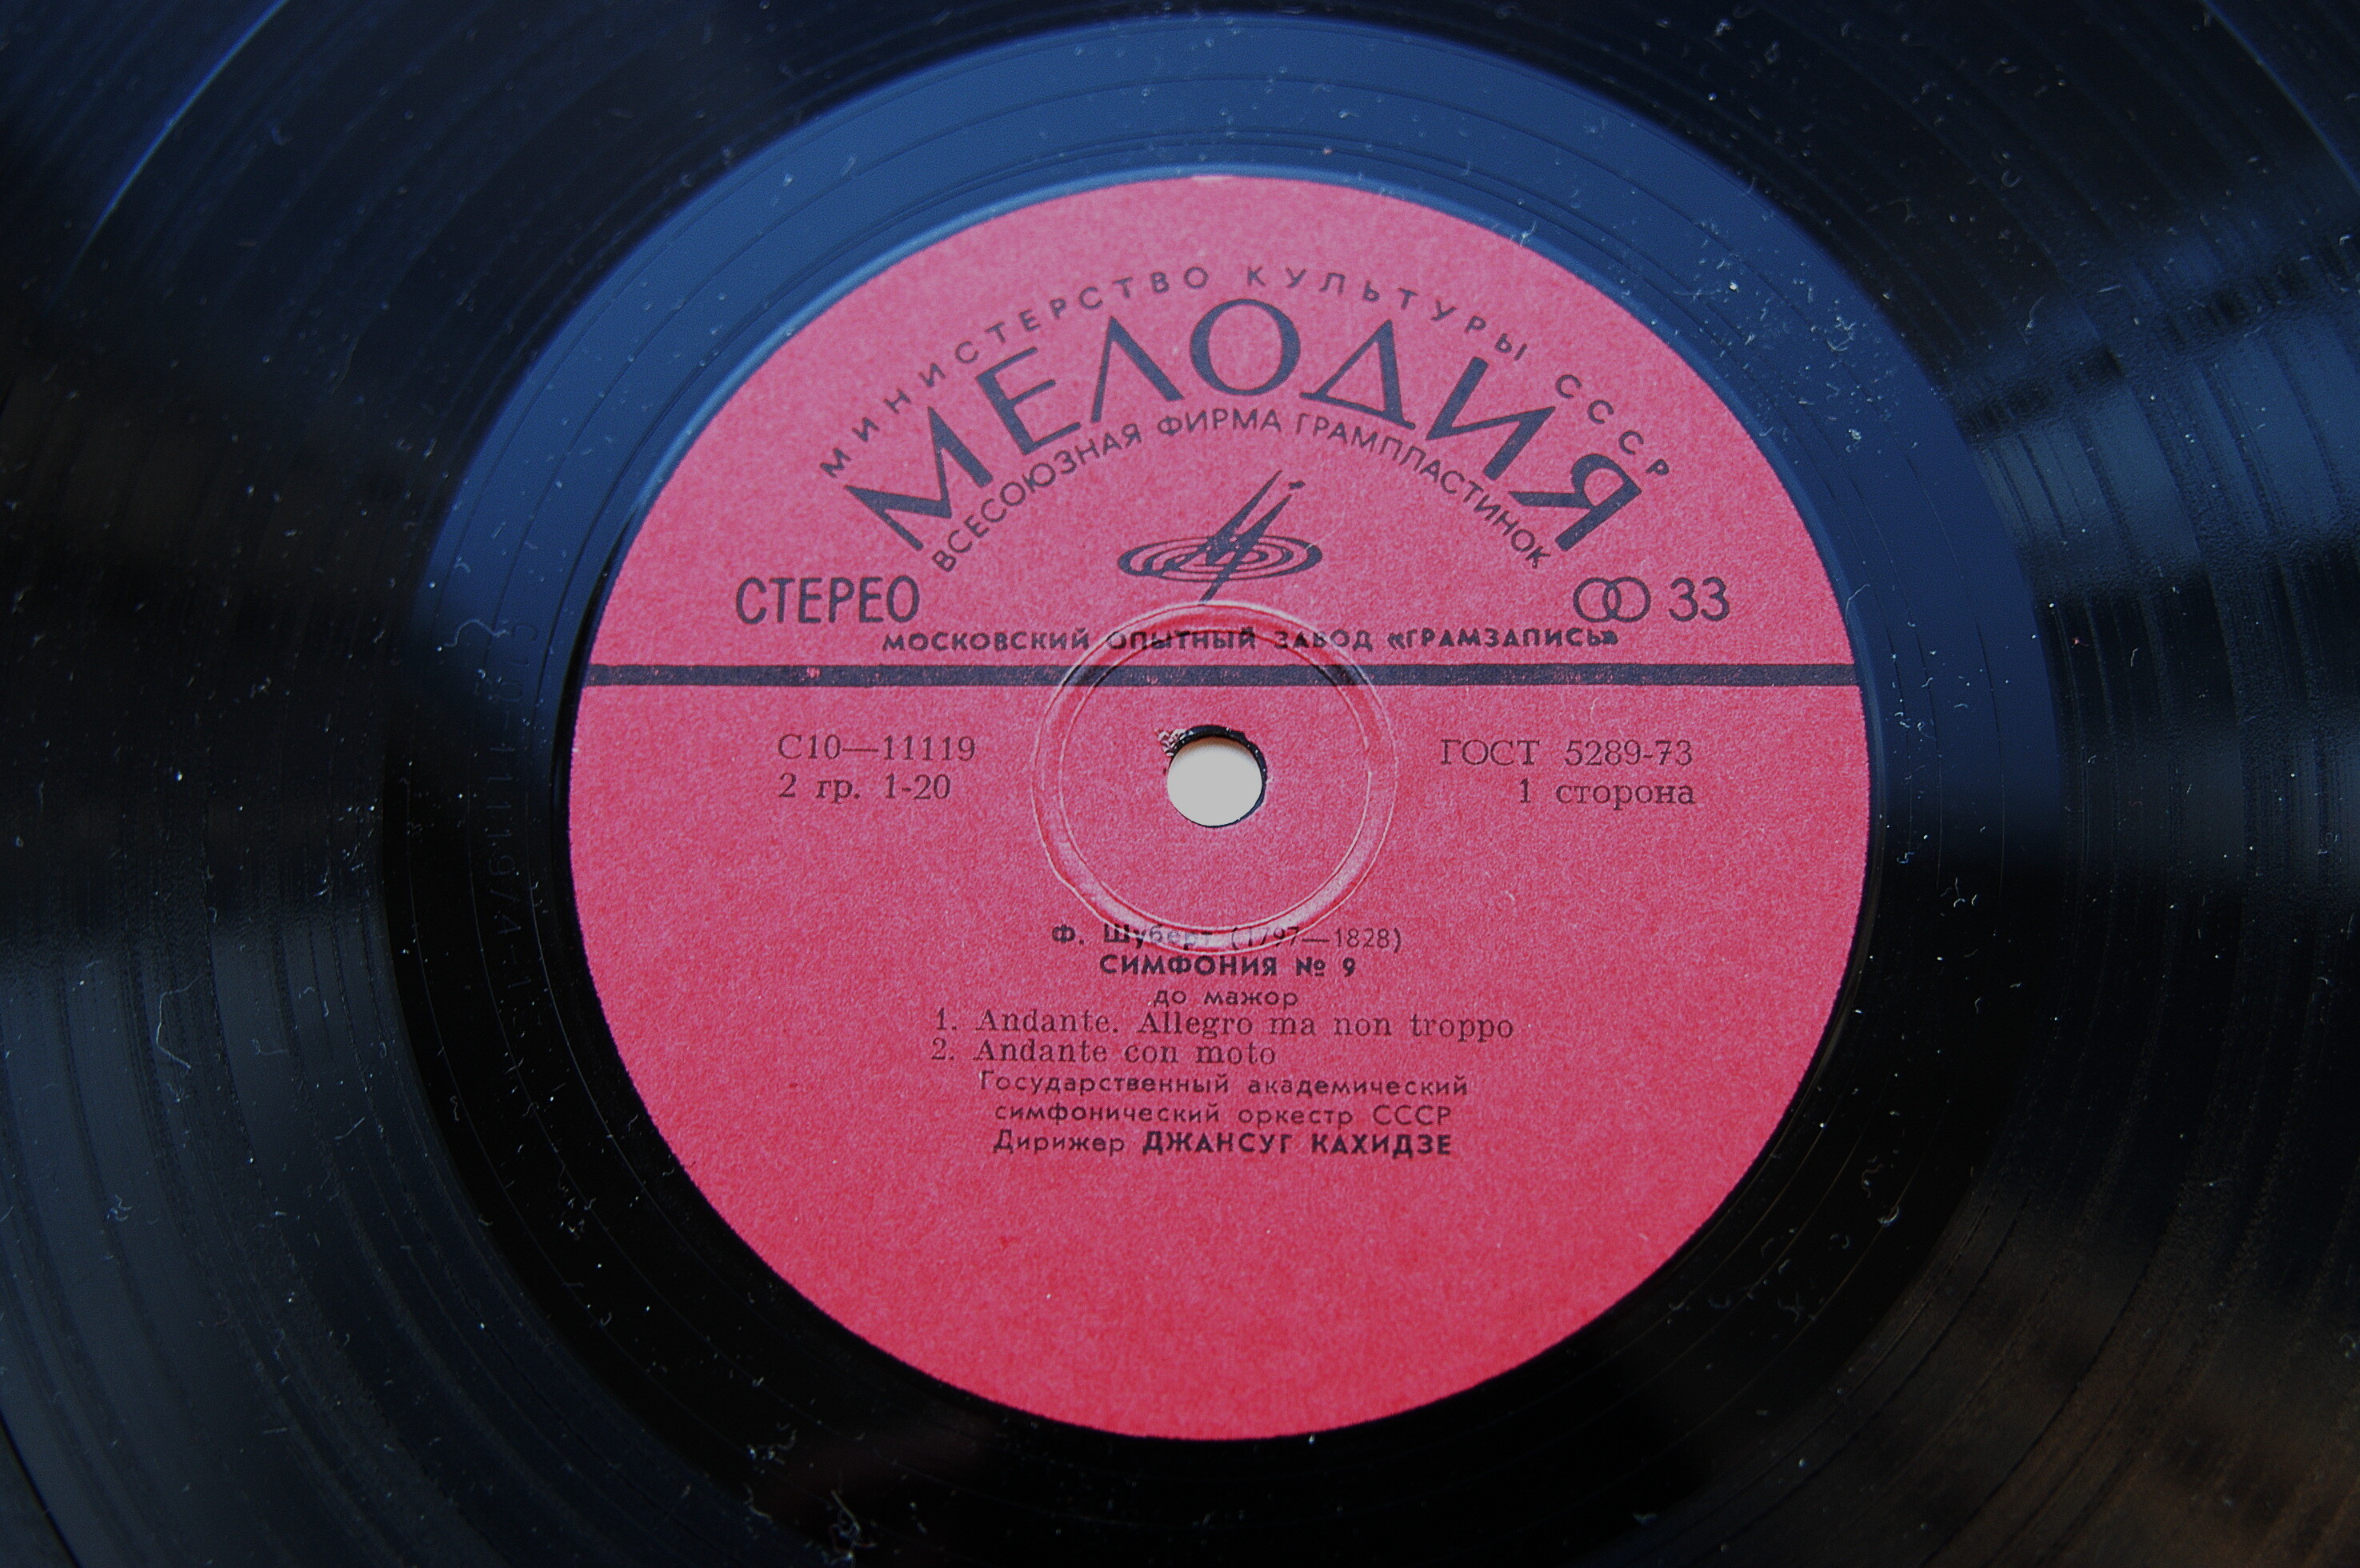 МИНИСТЕРСТВО КУЛЬТУРЫ СССР
МЕЛОДИЯ
ВСЕСОЮЗНАЯ ФИРМА ГРАМПЛАСТИНОК
СТЕРЕО 33
МОСКОВСКИЙ ОПЫТНЫЙ ЗАВОД «ГРАМЗАПИСЬ»
С10—11119 ГОСТ 5289-73
2 гр. 1-20 1 сторона
Ф. Шуберт (1797—1828)
СИМФОНИЯ № 9
до мажор
1. Andante. Allegro ma non troppo
2. Andante con moto
Государственный академический
симфонический оркестр СССР
Дирижер ДЖАНСУГ КАХИДЗЕ